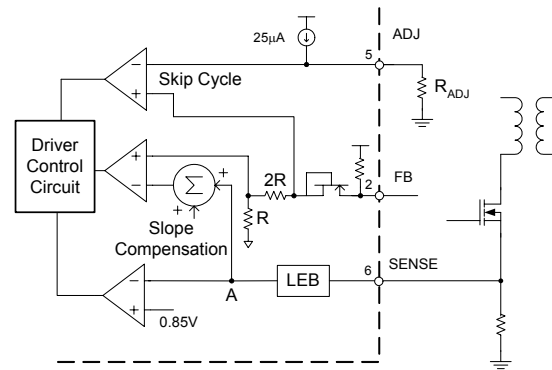 25µA
ADJ
5
−
+
Skip Cycle
R_ADJ
Driver
Control
Circuit
+
−
Σ
+
+
2R
R
2
FB
Slope
Compensation
LEB
6
SENSE
−
+
A
0.85V